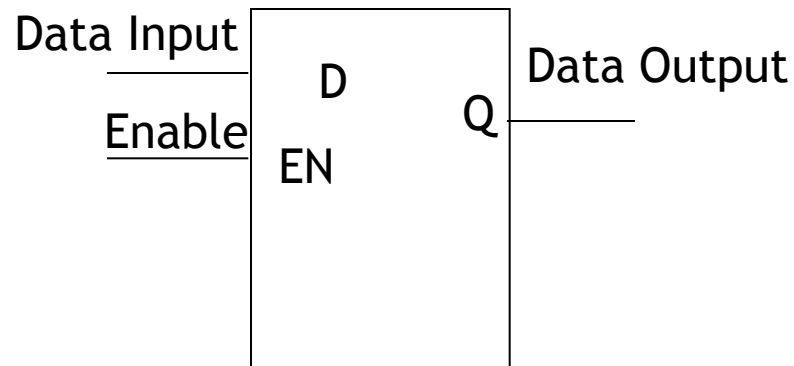 Data Input
D
Data Output
Q
Enable
EN